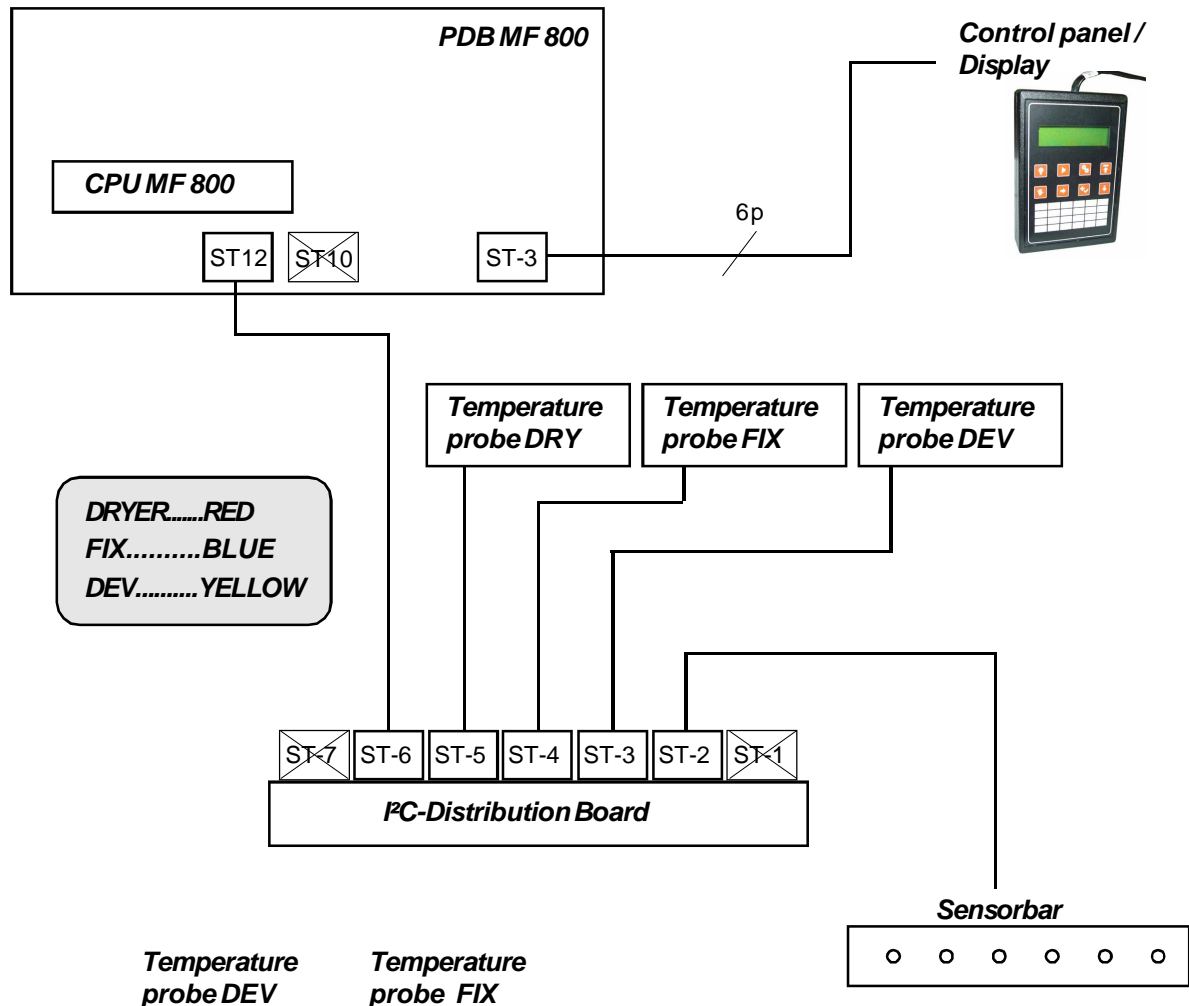 PDB MF 800
Control panel /
Display
CPU MF 800
6p
ST12 ST10 ST-3
Temperature
probe DRY
Temperature
probe FIX
Temperature
probe DEV
DRYER.......RED
FIX..........BLUE
DEV..........YELLOW
ST-7 ST-6 ST-5 ST-4 ST-3 ST-2 ST-1
I²C-Distribution Board
Sensorbar
Temperature
probe DEV
Temperature
probe FIX